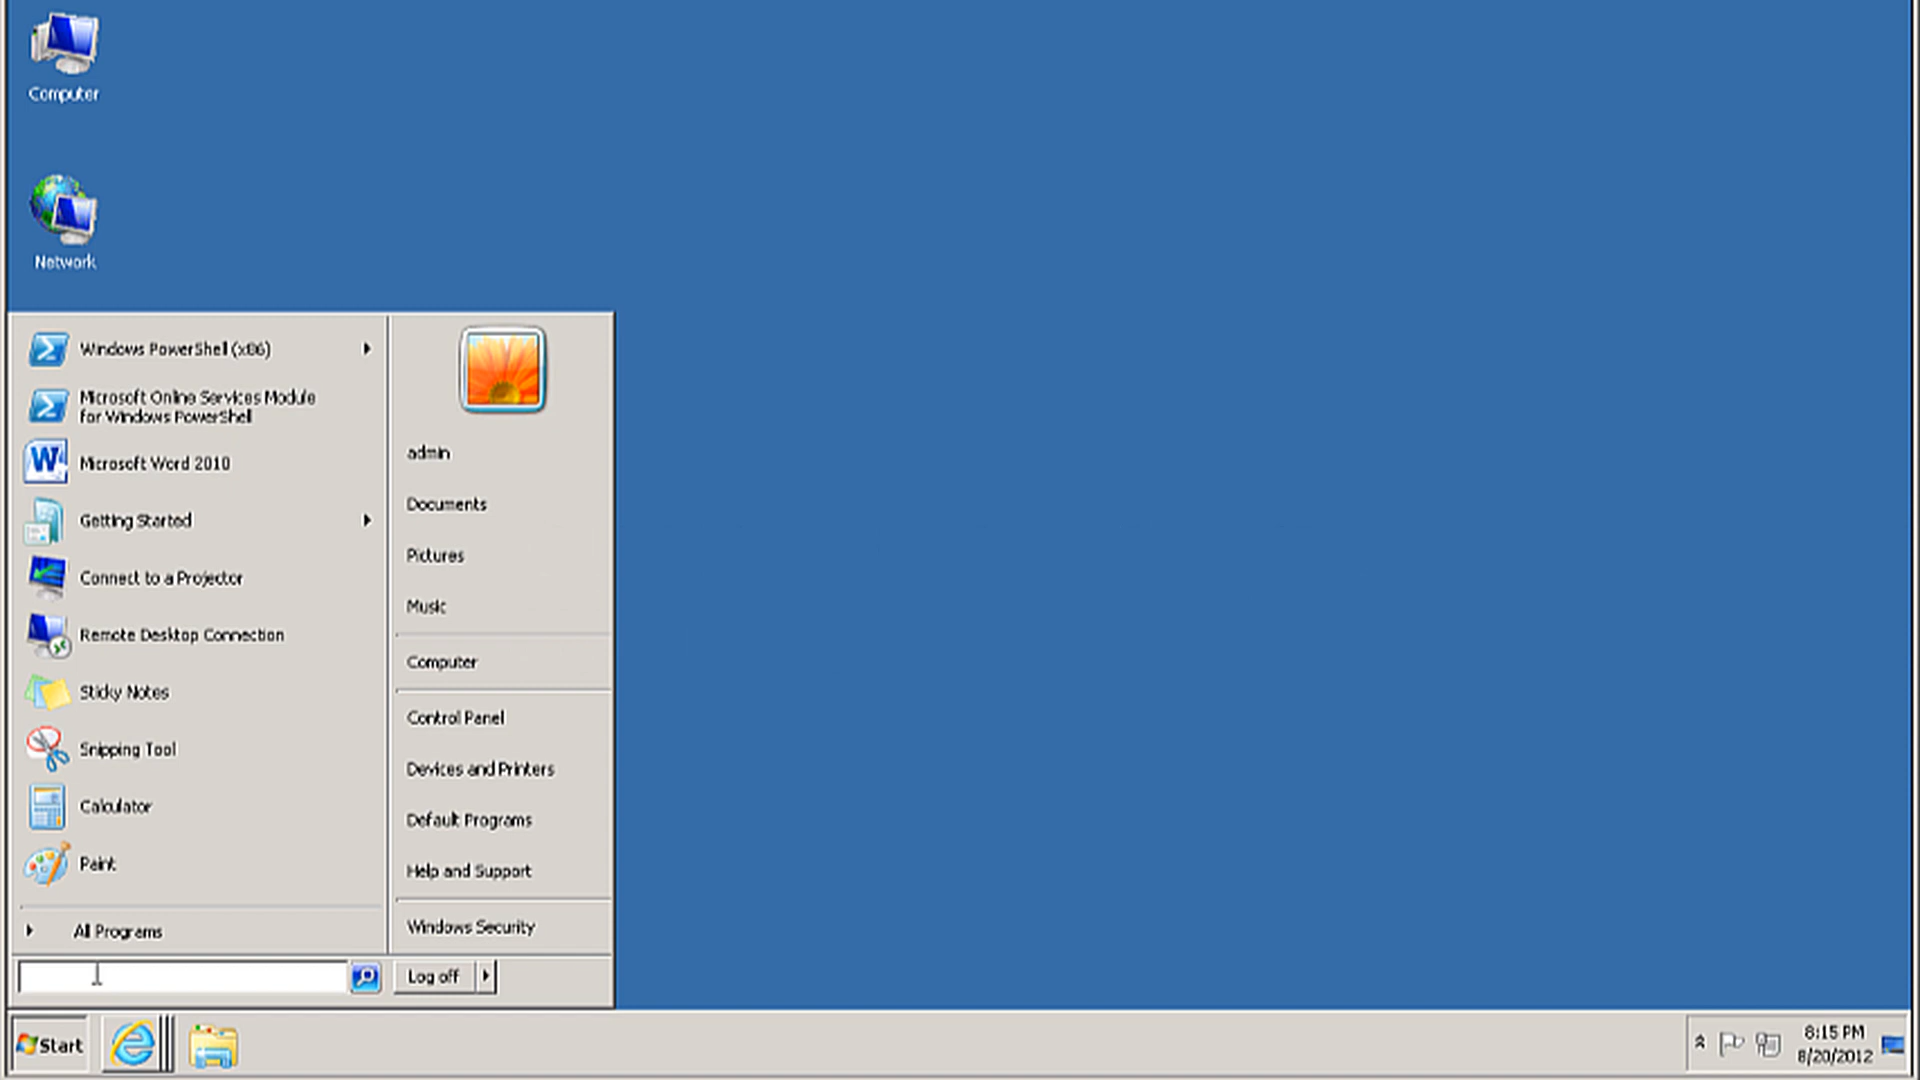 Computer
Network
Windows PowerShell (x86)
Microsoft Online Services Module
for Windows PowerShell
Microsoft Word 2010
Getting Started
Connect to a Projector
Remote Desktop Connection
Sticky Notes
Snipping Tool
Calculator
Paint
All Programs
admin
Documents
Pictures
Music
Computer
Control Panel
Devices and Printers
Default Programs
Help and Support
Windows Security
Log off
Start
8:15 PM
8/20/2012